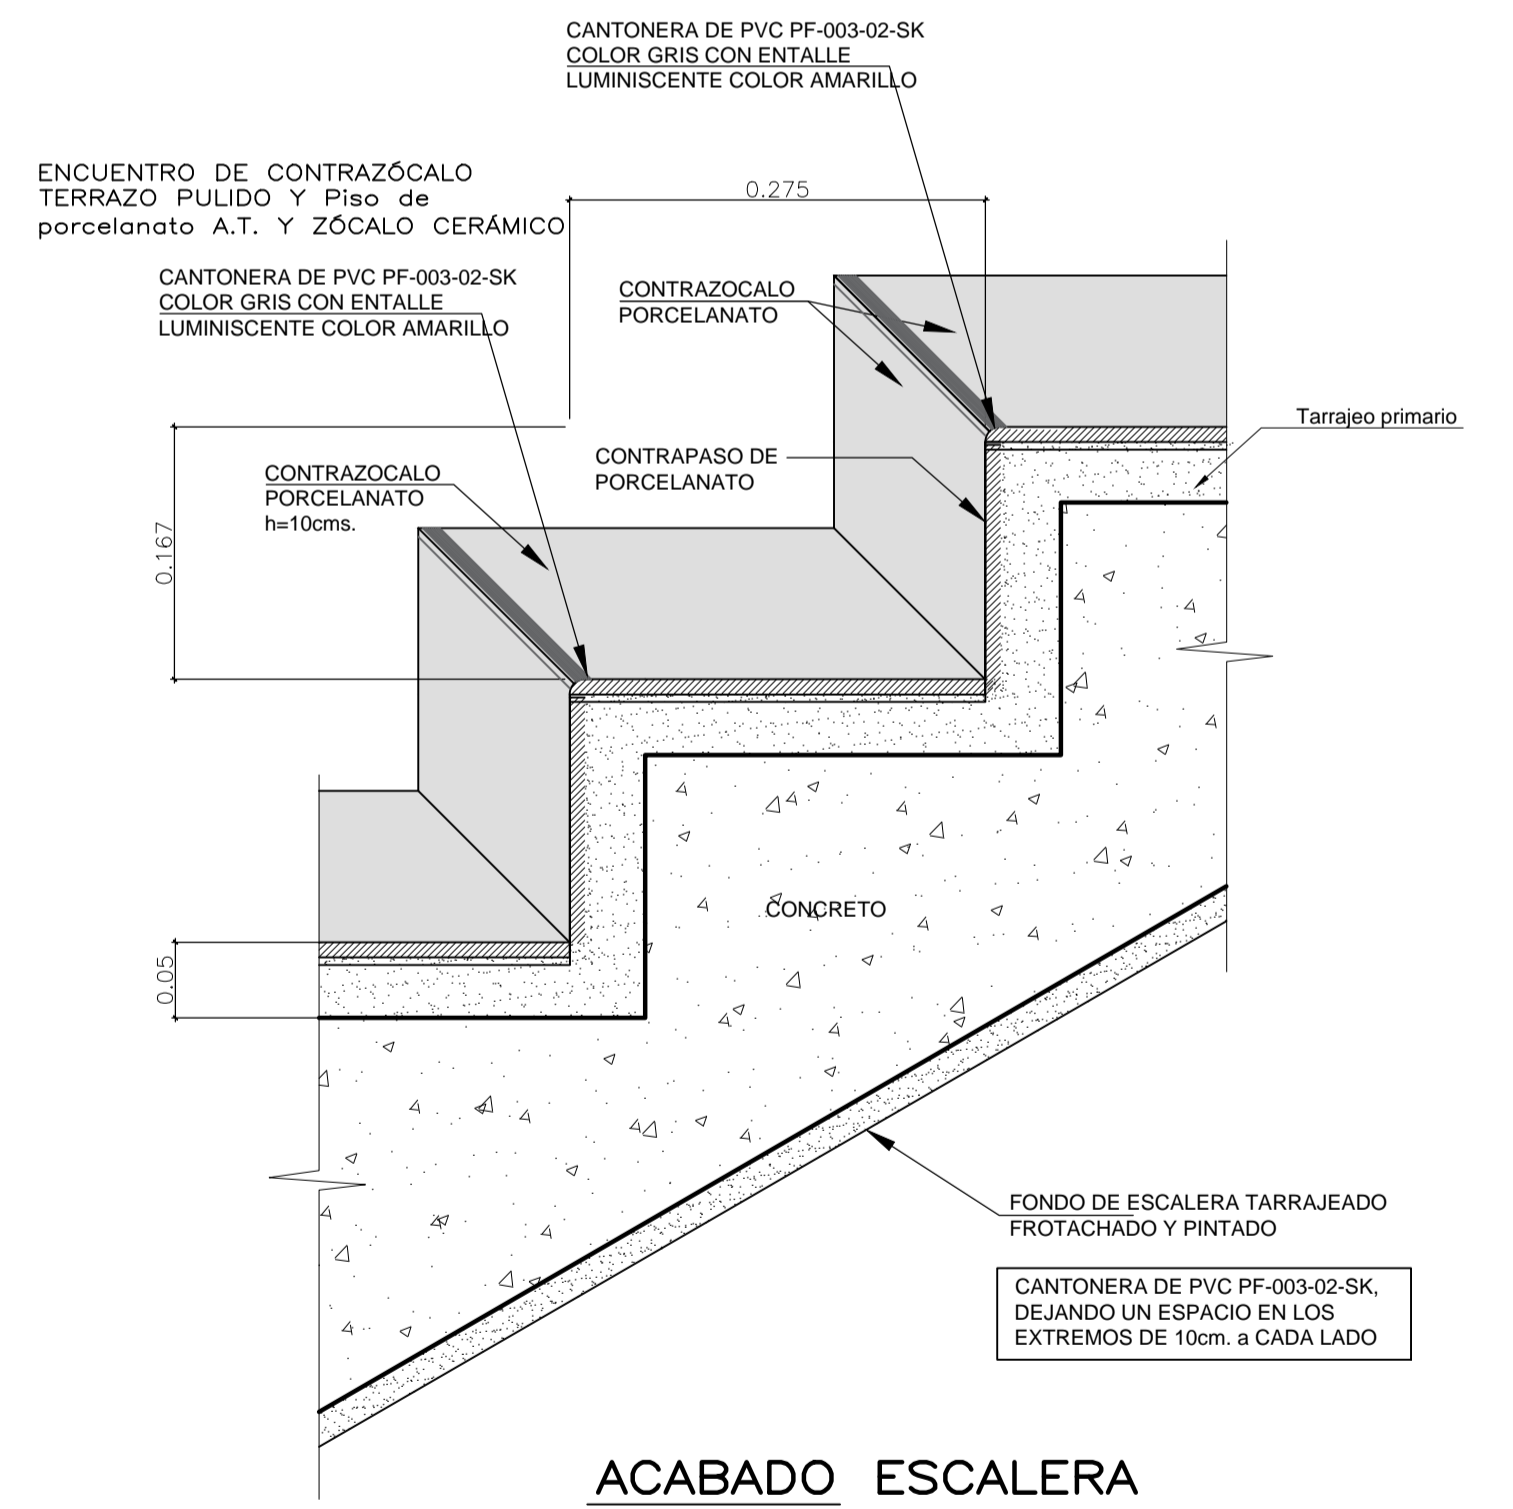 CANTONERA DE PVC PF-003-02-SK
COLOR GRIS CON ENTALLE
LUMINISCENTE COLOR AMARILLO
ENCUENTRO DE CONTRAZÓCALO
TERRAZO PULIDO Y Piso de
porcelanato A.T. Y ZÓCALO CERÁMICO
0.275
CANTONERA DE PVC PF-003-02-SK
COLOR GRIS CON ENTALLE
LUMINISCENTE COLOR AMARILLO
CONTRAZOCALO
PORCELANATO
Tarrajeo primario
CONTRAPASO DE
PORCELANATO
CONTRAZOCALO
PORCELANATO
h=10cms.
0.167
CONCRETO
0.05
FONDO DE ESCALERA TARRAJEADO
FROTACHADO Y PINTADO
CANTONERA DE PVC PF-003-02-SK,
DEJANDO UN ESPACIO EN LOS
EXTREMOS DE 10cm. a CADA LADO
ACABADO ESCALERA